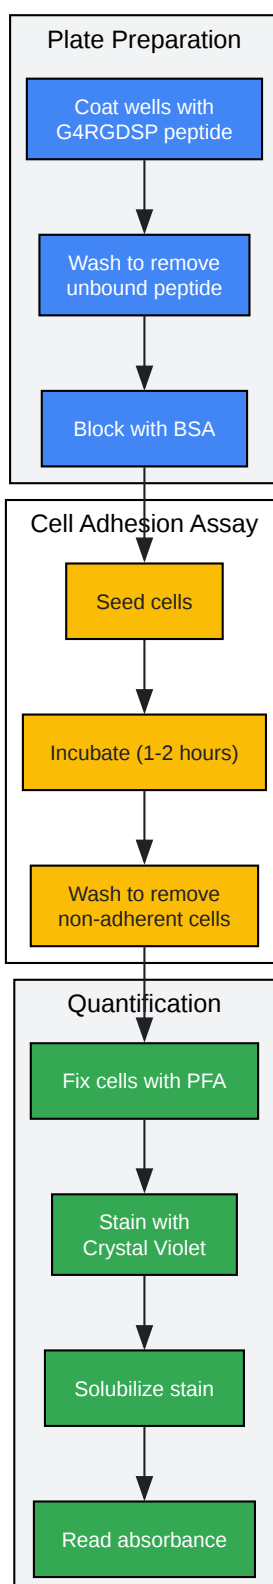 Plate Preparation
Coat wells with
G4RGDSP peptide
Wash to remove
unbound peptide
Block with BSA
Cell Adhesion Assay
Seed cells
Incubate (1-2 hours)
Wash to remove
non-adherent cells
Quantification
Fix cells with PFA
Stain with
Crystal Violet
Solubilize stain
Read absorbance